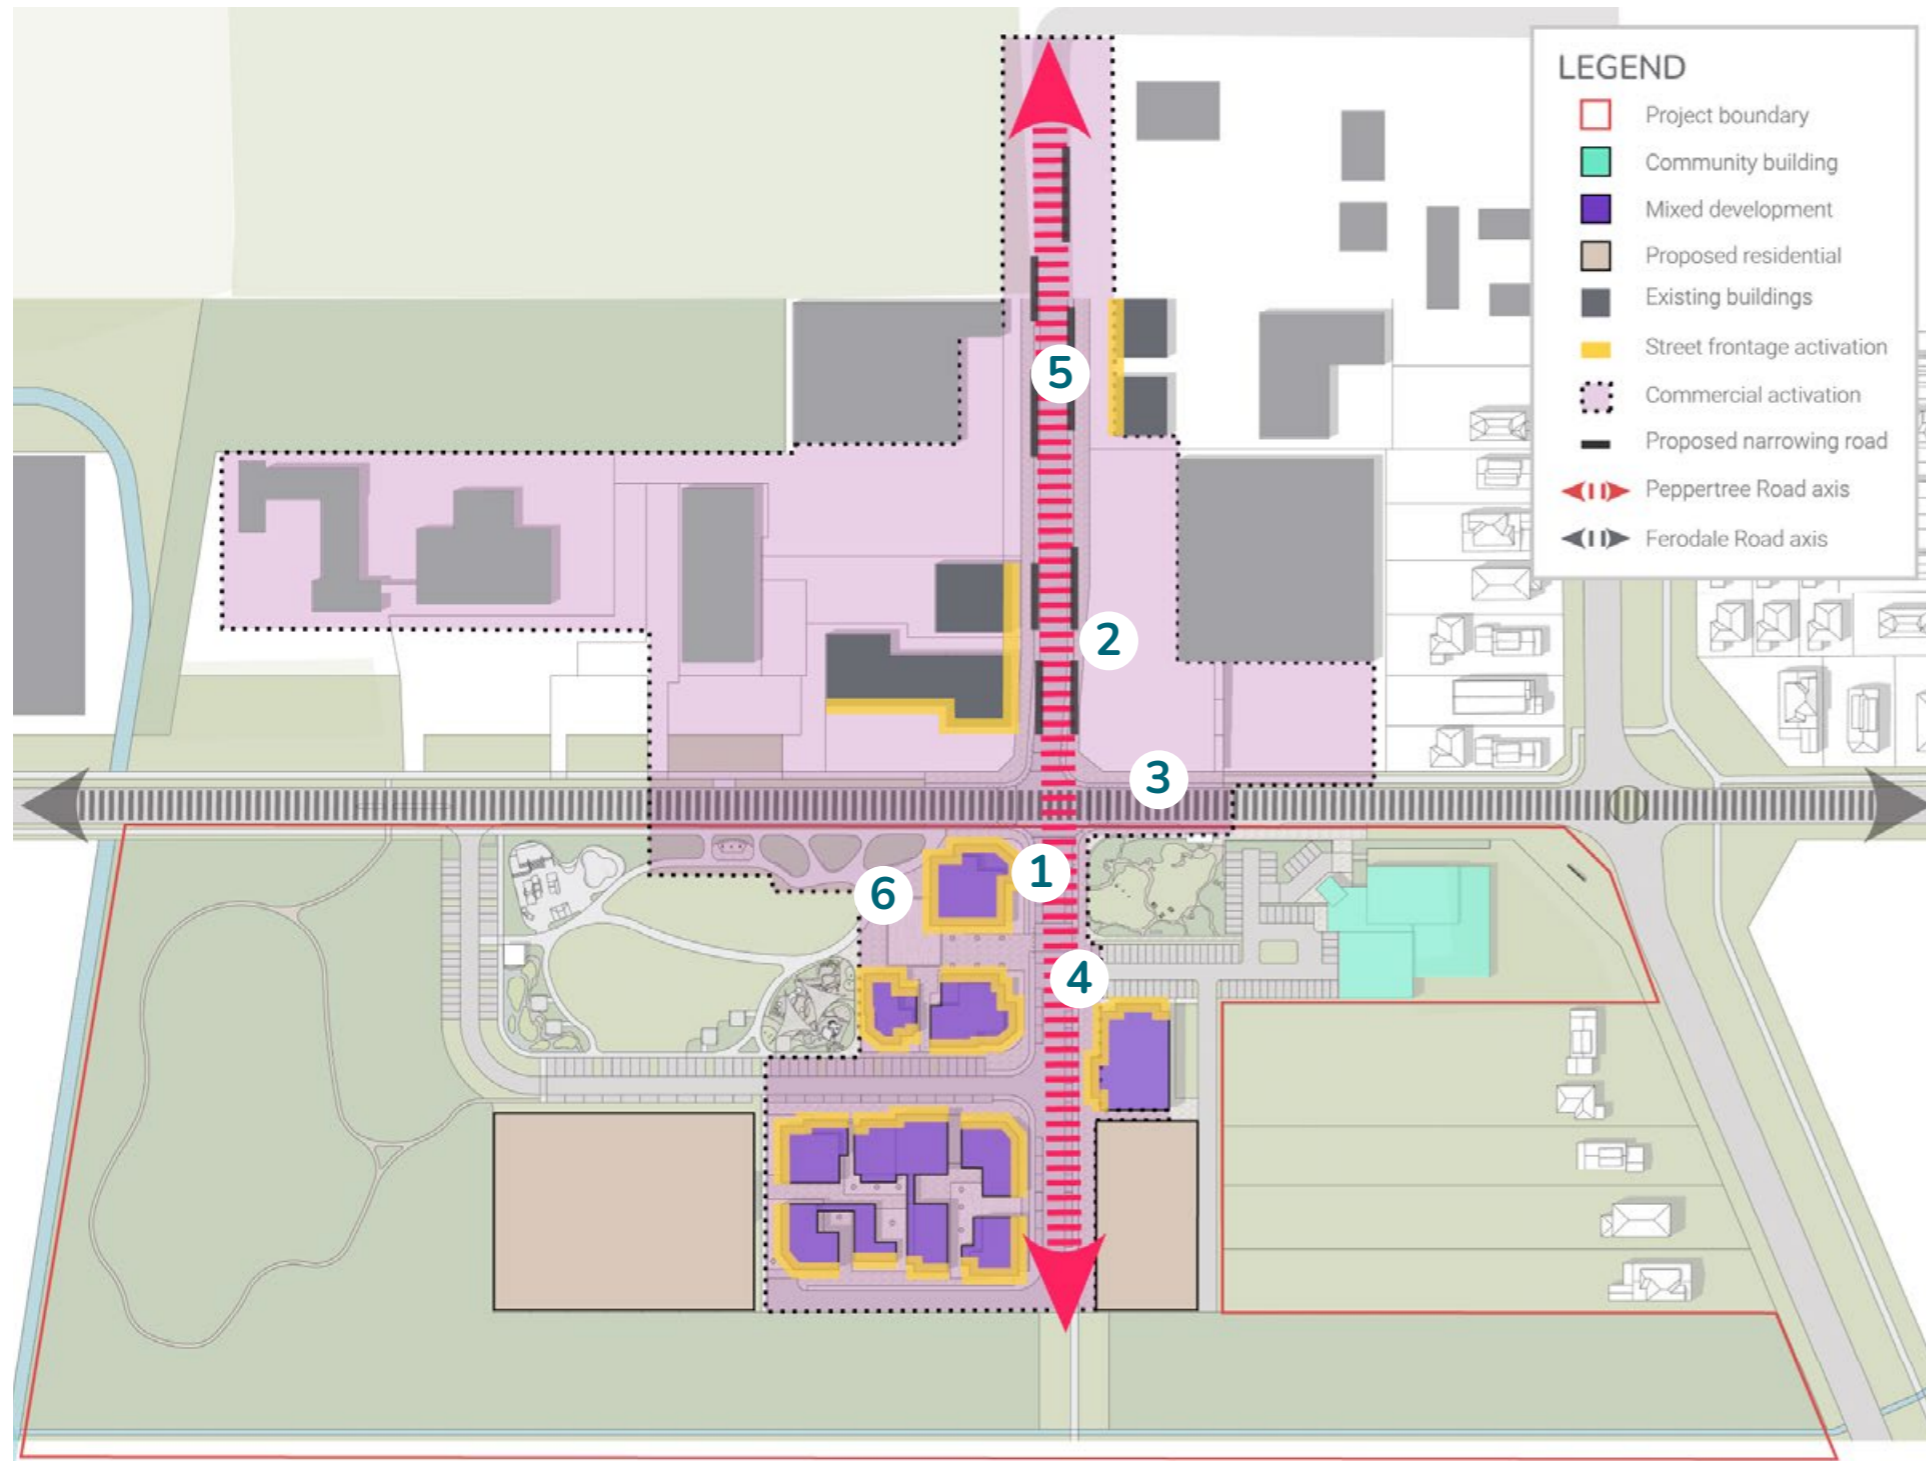 LEGEND
Project boundary
Community building
Mixed development
Proposed residential
Existing buildings
Street frontage activation
Commercial activation
Proposed narrowing road
Peppertree Road axis
Ferodale Road axis
5
2
3
1
6
4